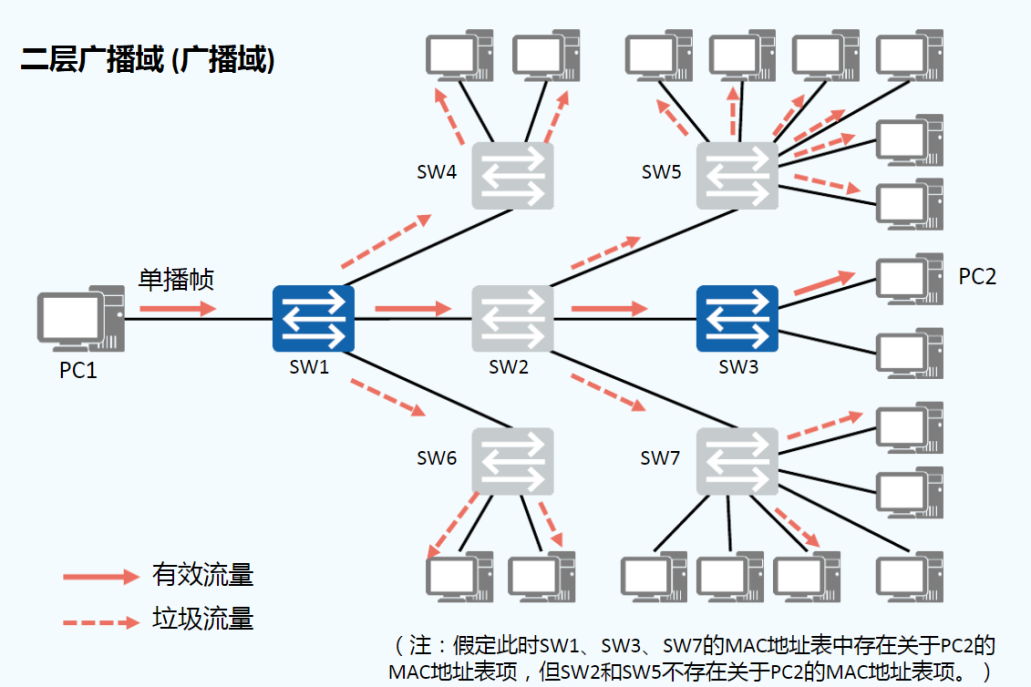 二层广播域 (广播域)
SW4
SW5
单播帧
PC2
PC1
SW1
SW2
SW3
SW6
SW7
有效流量
垃圾流量
（注：假定此时SW1、SW3、SW7的MAC地址表中存在关于PC2的
MAC地址表项，但SW2和SW5不存在关于PC2的MAC地址表项。）